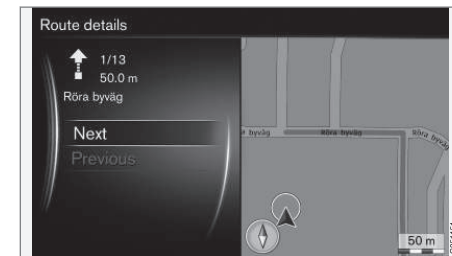 Route details
1/13
50.0 m
Röra byväg
Next
Previous
byväg
Röra byväg
Röra byväg
50 m